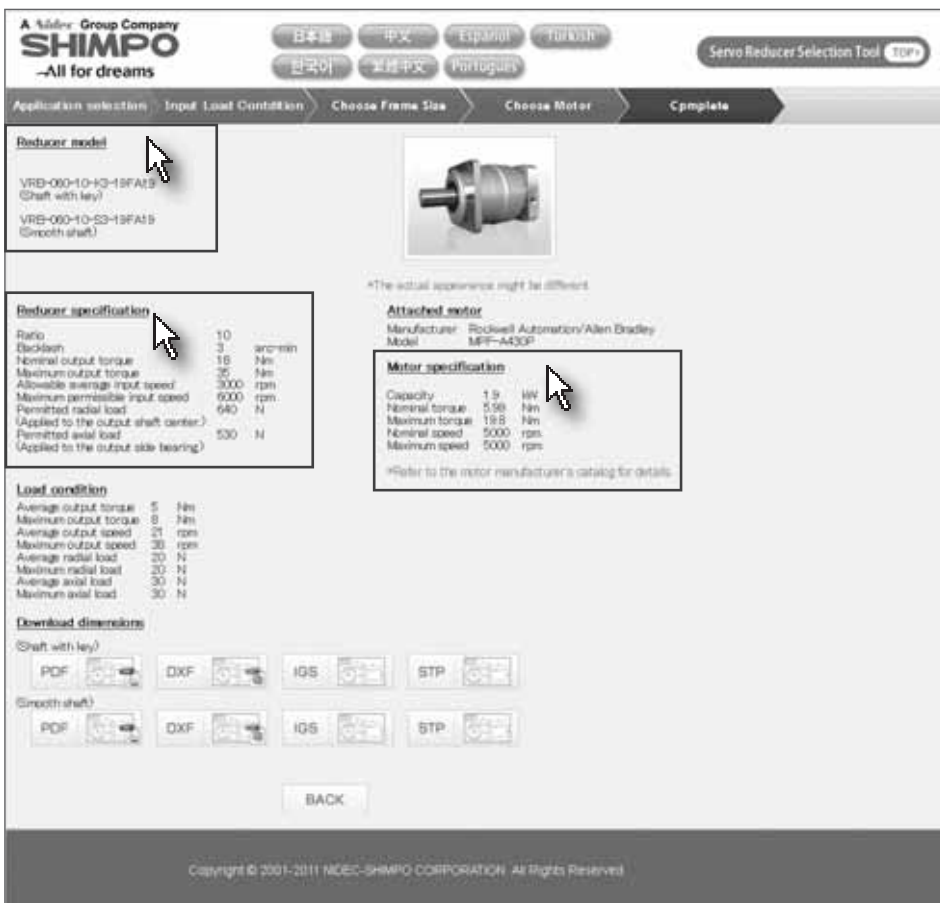 A Nidec Group Company
SHIMPO
–All for dreams
日本語 中文 Español Turkish
한국어 繁體中文 Portugues
Servo Reducer Selection Tool TOP
Application selection Input Load Contdition Choose Freme Size Choose Motor Cpmplete
Reducer model
VRB-060-10-K3-19FA19
(Shaft with key)
VRB-060-10-S3-19FA19
(Smooth shaft)
*The actual appearance might be different
Reducer specification
Ratio 10
Backlash 3 arc-min
Nominal output torque 18 Nm
Maximum output torque 35 Nm
Allowable average input speed 3000 rpm
Maximum permissible input speed 6000 rpm
Permitted radial load 640 N
(Applied to the output shaft center.)
Permitted axial load 530 N
(Applied to the output side bearing)
Attached motor
Manufacturer Rockwell Automation/Allen Bradley
Model MPF-A430P
Motor specification
Capacity 1.9 kW
Nominal torque 5.98 Nm
Maximum torque 19.8 Nm
Nominal speed 5000 rpm
Maximum speed 5000 rpm
*Refer to the motor manufacturer's catalog for details.
Load condition
Average output torque 5 Nm
Maximum output torque 8 Nm
Average output speed 21 rpm
Maximum output speed 38 rpm
Average radial load 20 N
Maximum radial load 20 N
Average axial load 30 N
Maximum axial load 30 N
Download dimensions
(Shaft with key)
PDF DXF IGS STP
(Smooth shaft)
PDF DXF IGS STP
BACK
Copyright © 2001-2011 NIDEC-SHIMPO CORPORATION. All Rights Reserved.